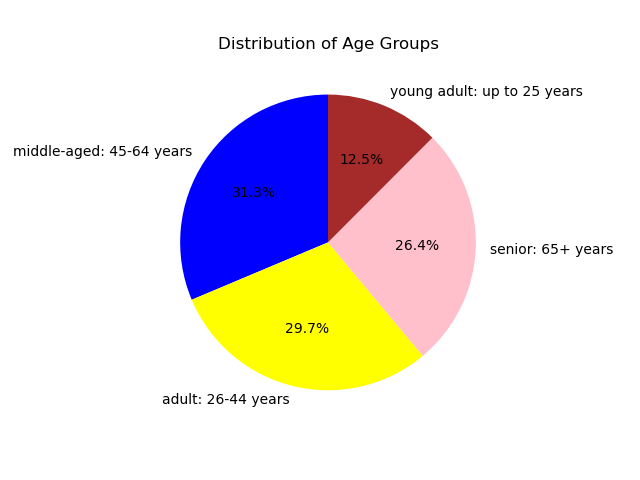 Distribution of Age Groups
young adult: up to 25 years
middle-aged: 45-64 years
12.5%
31.3%
26.4%
senior: 65+ years
29.7%
adult: 26-44 years